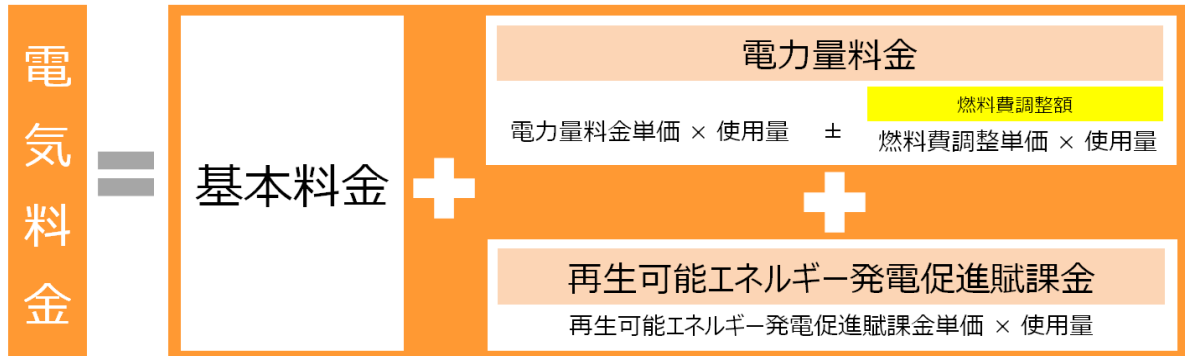 電気料金
基本料金
電力量料金
燃料費調整額
電力量料金単価 × 使用量 ± 燃料費調整単価 × 使用量
再生可能エネルギー発電促進賦課金
再生可能エネルギー発電促進賦課金単価 × 使用量